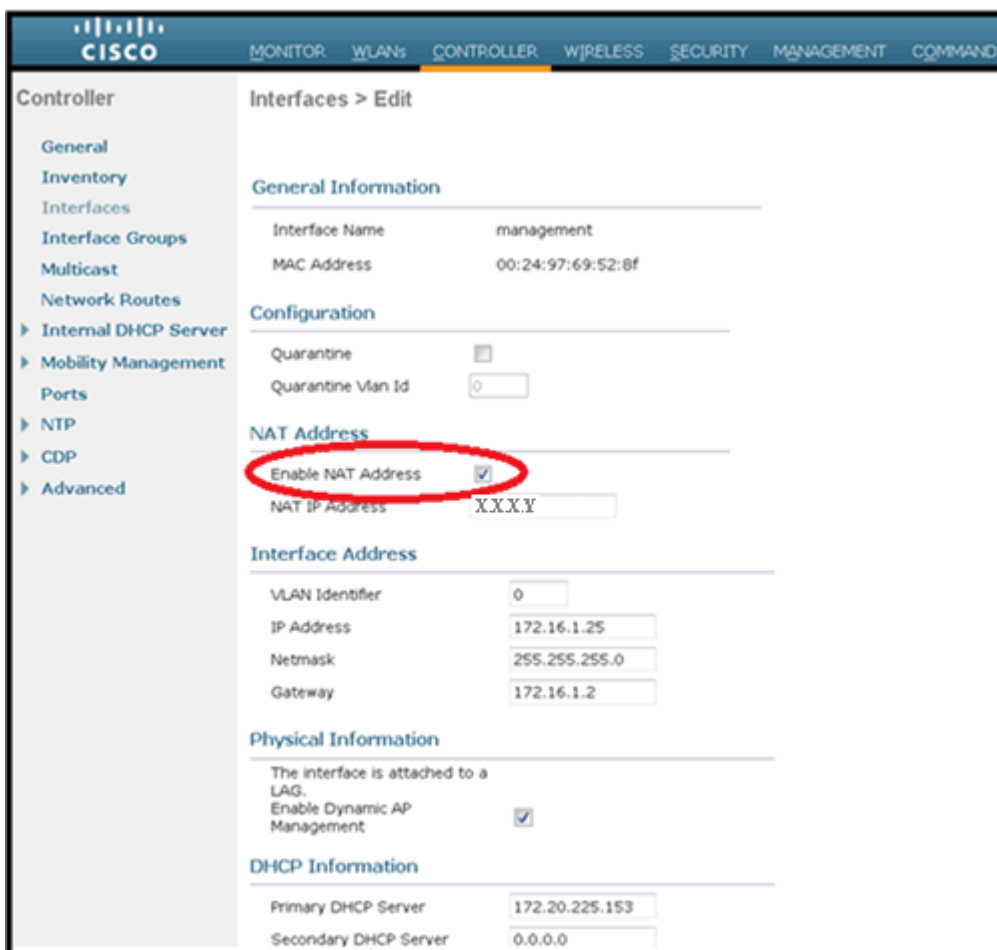 CISCO
MONITOR WLANs CONTROLLER WIRELESS SECURITY MANAGEMENT COMMAND
Controller
General
Inventory
Interfaces
Interface Groups
Multicast
Network Routes
Internal DHCP Server
Mobility Management
Ports
NTP
CDP
Advanced
Interfaces > Edit
General Information
Interface Name management
MAC Address 00:24:97:69:52:8f
Configuration
Quarantine
Quarantine Vlan Id 0
NAT Address
Enable NAT Address
NAT IP Address X.X.X.Y
Interface Address
VLAN Identifier 0
IP Address 172.16.1.25
Netmask 255.255.255.0
Gateway 172.16.1.2
Physical Information
The interface is attached to a
LAG.
Enable Dynamic AP
Management
DHCP Information
Primary DHCP Server 172.20.225.153
Secondary DHCP Server 0.0.0.0